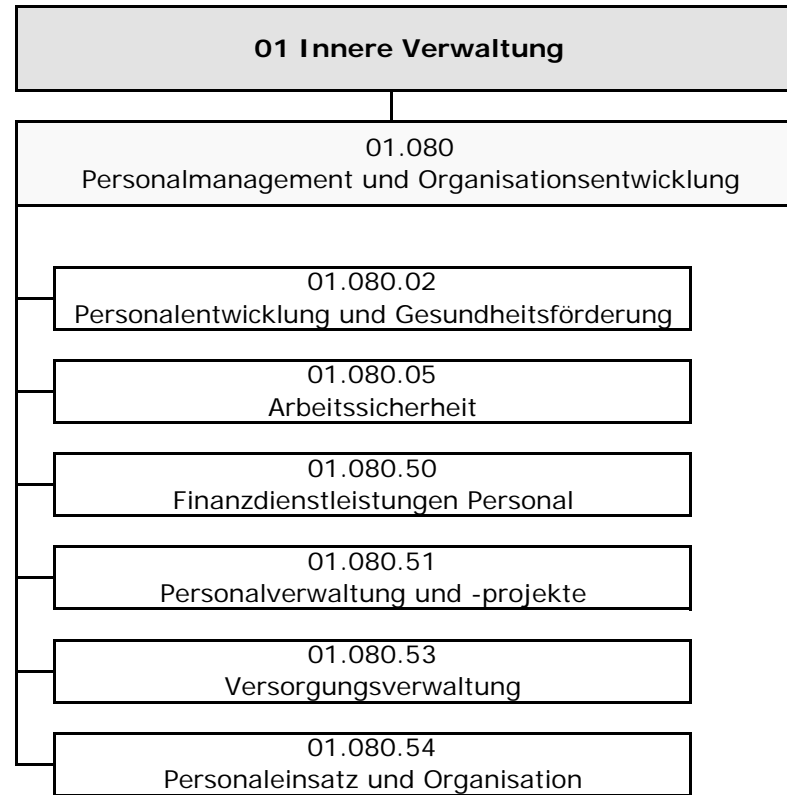 01 Innere Verwaltung
01.080
Personalmanagement und Organisationsentwicklung
01.080.02
Personalentwicklung und Gesundheitsförderung
01.080.05
Arbeitssicherheit
01.080.50
Finanzdienstleistungen Personal
01.080.51
Personalverwaltung und -projekte
01.080.53
Versorgungsverwaltung
01.080.54
Personaleinsatz und Organisation